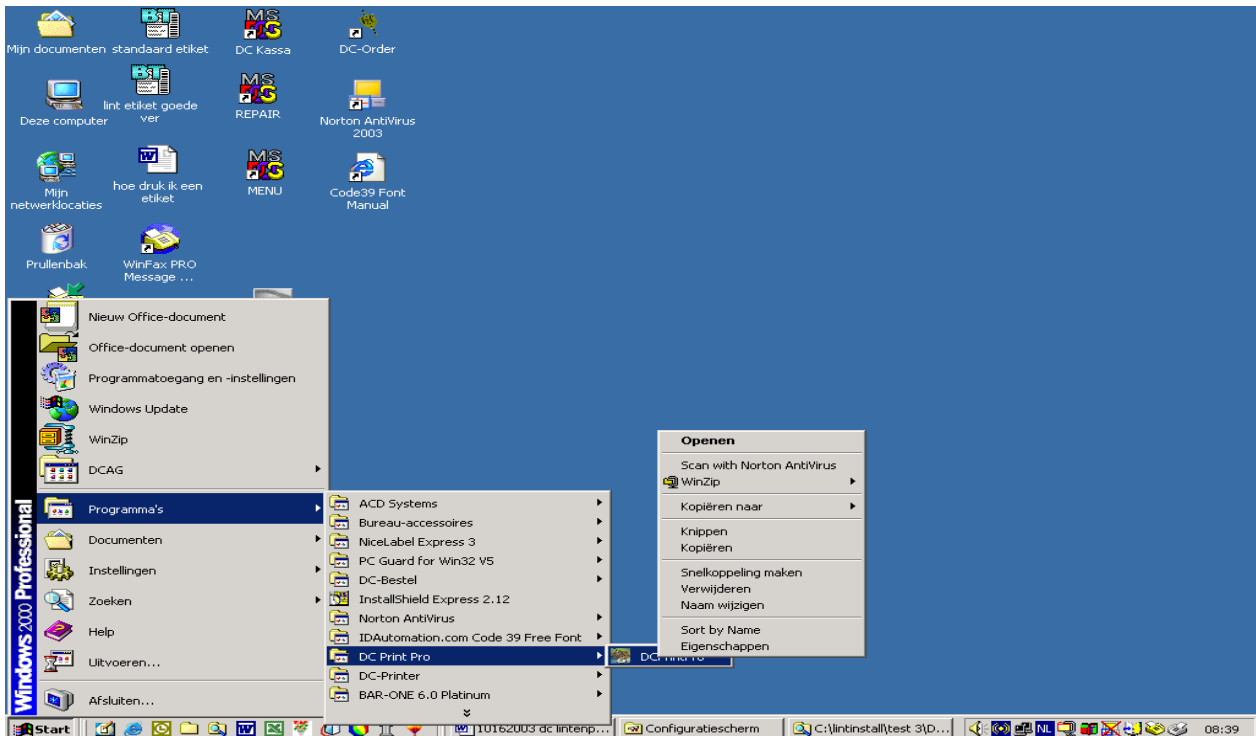 Mijn documenten
standaard etiket
DC Kassa
DC-Order
Deze computer
lint etiket goede
ver
REPAIR
Norton AntiVirus
2003
Mijn
netwerklocaties
hoe druk ik een
etiket
MENU
Code39 Font
Manual
Prullenbak
WinFax PRO
Message ...
Windows 2000 Professional
Nieuw Office-document
Office-document openen
Programmatoegang en -instellingen
Windows Update
WinZip
DCAG
Programma's
Documenten
Instellingen
Zoeken
Help
Uitvoeren...
Afsluiten...
ACD Systems
Bureau-accessoires
NiceLabel Express 3
PC Guard for Win32 V5
DC-Bestel
InstallShield Express 2.12
Norton AntiVirus
IDAutomation.com Code 39 Free Font
DC Print Pro
DC-Printer
BAR-ONE 6.0 Platinum
Openen
Scan with Norton AntiVirus
WinZip
Kopiëren naar
Knippen
Kopiëren
Snelkoppeling maken
Verwijderen
Naam wijzigen
Sort by Name
Eigenschappen
Start
10162003 dc lintenp...
Configuratiescherm
C:\lintinstall\test 3\D...
NL
08:39